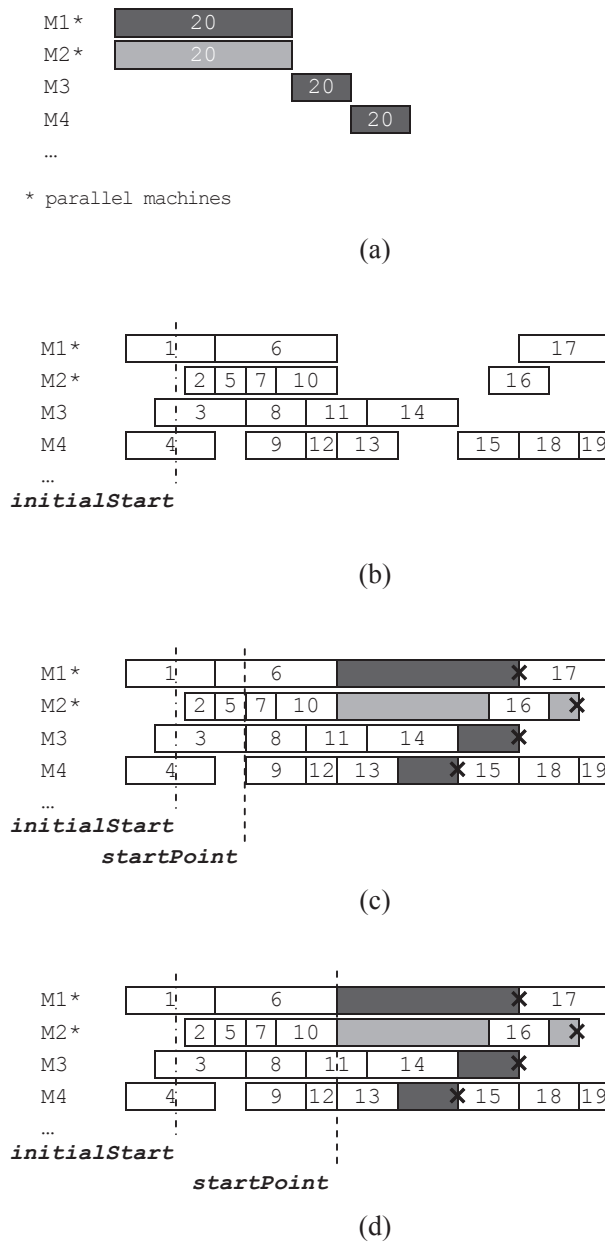 M1* 20
M2* 20
M3 20
M4 20
…
* parallel machines
(a)
M1* 1 6 17
M2* 2 5 7 10 16
M3 3 8 11 14
M4 4 9 12 13 15 18 19
…
initialStart
(b)
M1* 1 6 17
M2* 2 5 7 10 16
M3 3 8 11 14
M4 4 9 12 13 15 18 19
…
initialStart
startPoint
(c)
M1* 1 6 17
M2* 2 5 7 10 16
M3 3 8 11 14
M4 4 9 12 13 15 18 19
…
initialStart
startPoint
(d)